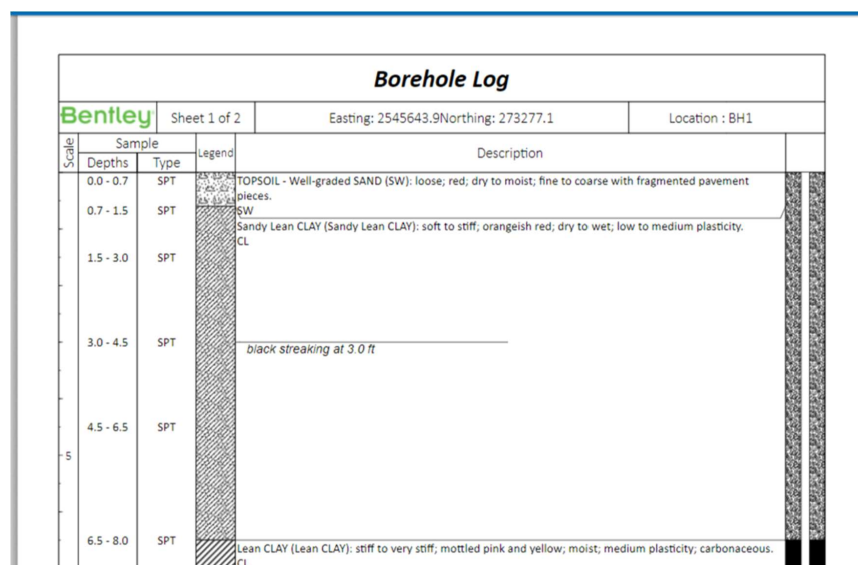 Borehole Log
Bentley
Sheet 1 of 2
Easting: 2545643.9Northing: 273277.1
Location : BH1
Scale
Sample
Depths
Type
Legend
Description
0.0 - 0.7 SPT
TOPSOIL - Well-graded SAND (SW): loose; red; dry to moist; fine to coarse with fragmented pavement
pieces.
0.7 - 1.5 SPT
SW
Sandy Lean CLAY (Sandy Lean CLAY): soft to stiff; orangeish red; dry to wet; low to medium plasticity.
CL
1.5 - 3.0 SPT
3.0 - 4.5 SPT
black streaking at 3.0 ft
4.5 - 6.5 SPT
5
6.5 - 8.0 SPT
Lean CLAY (Lean CLAY): stiff to very stiff; mottled pink and yellow; moist; medium plasticity; carbonaceous.
CL